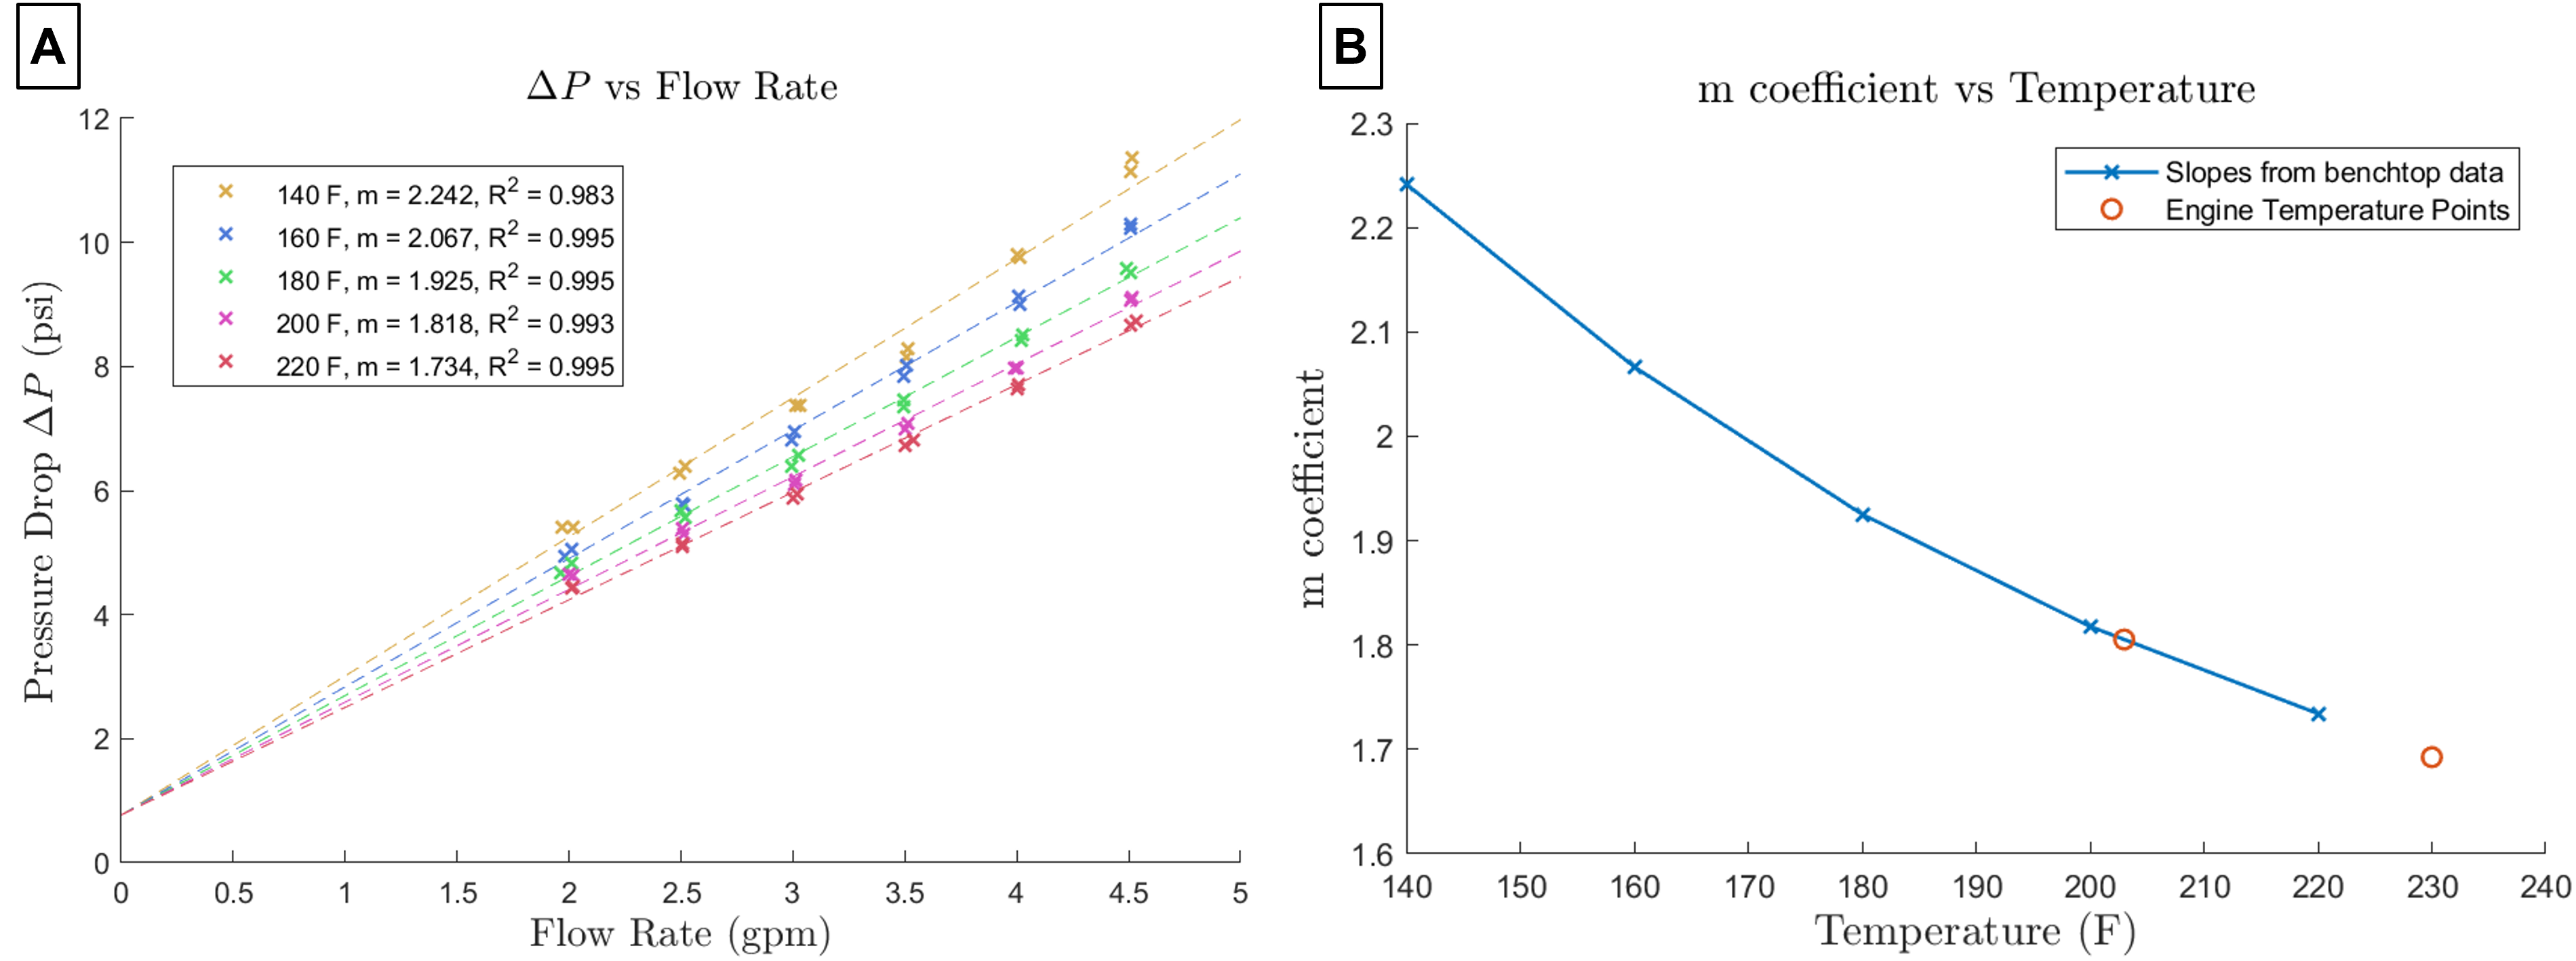 A
ΔP vs Flow Rate
12
10
8
6
4
2
0
Pressure Drop ΔP (psi)
140 F, m = 2.242, R² = 0.983
160 F, m = 2.067, R² = 0.995
180 F, m = 1.925, R² = 0.995
200 F, m = 1.818, R² = 0.993
220 F, m = 1.734, R² = 0.995
0 0.5 1 1.5 2 2.5 3 3.5 4 4.5 5
Flow Rate (gpm)
B
m coefficient vs Temperature
2.3
2.2
2.1
2
1.9
1.8
1.7
1.6
m coefficient
Slopes from benchtop data
Engine Temperature Points
140 150 160 170 180 190 200 210 220 230 240
Temperature (F)